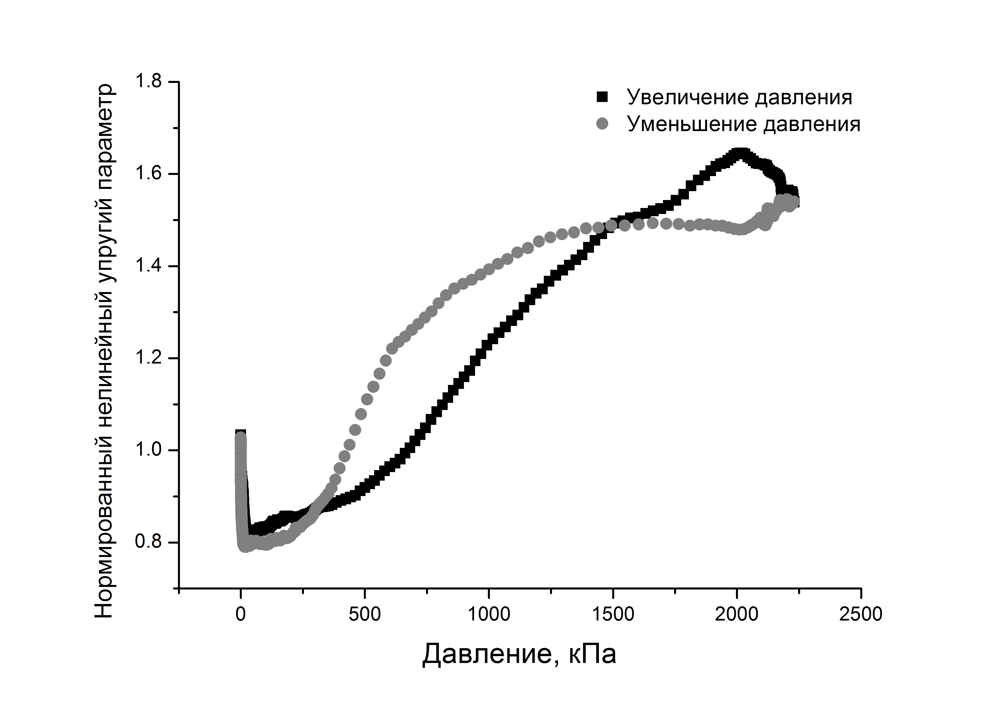 Нормированный нелинейный упругий параметр
1.8
1.6
1.4
1.2
1.0
0.8
Увеличение давления
Уменьшение давления
0 500 1000 1500 2000 2500
Давление, кПа